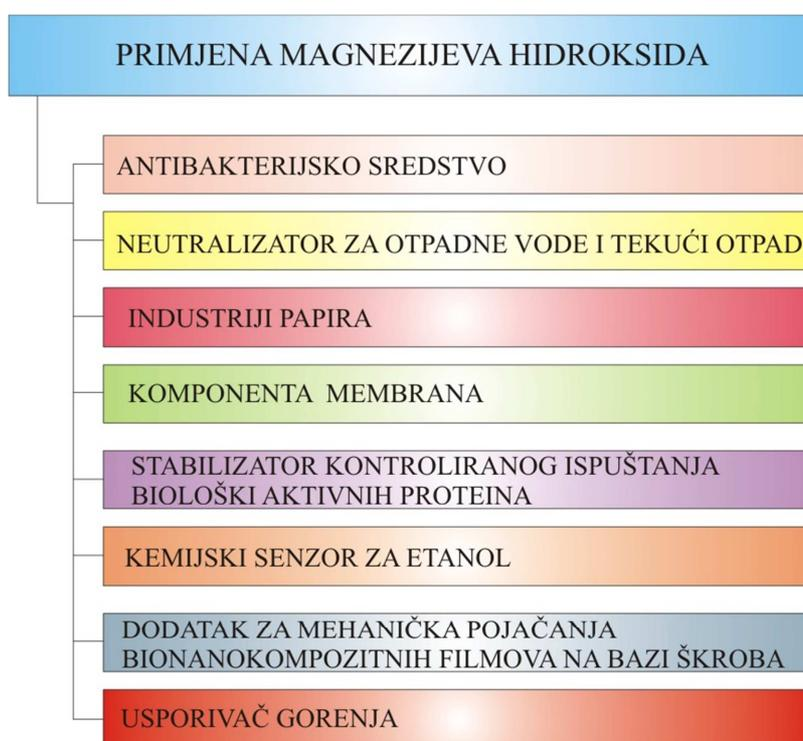 PRIMJENA MAGNEZIJEVA HIDROKSIDA
ANTIBAKTERIJSKO SREDSTVO
NEUTRALIZATOR ZA OTPADNE VODE I TEKUĆI OTPAD
INDUSTRIJI PAPIRA
KOMPONENTA MEMBRANA
STABILIZATOR KONTROLIRANOG ISPUŠTANJA
BIOLOŠKI AKTIVNIH PROTEINA
KEMIJSKI SENZOR ZA ETANOL
DODATAK ZA MEHANIČKA POJAČANJA
BIONANOKOMPOZITNIH FILMOVA NA BAZI ŠKROBA
USPORIVAČ GORENJA